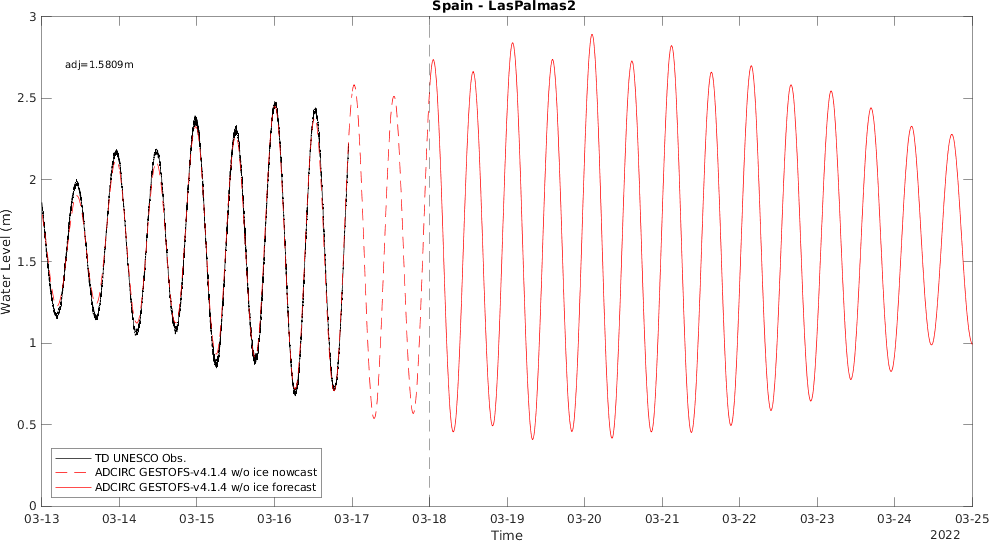 Spain - LasPalmas2
adj=1.5809m
3
2.5
2
1.5
1
0.5
0
Water Level (m)
TD UNESCO Obs.
ADCIRC GESTOFS-v4.1.4 w/o ice nowcast
ADCIRC GESTOFS-v4.1.4 w/o ice forecast
03-13 03-14 03-15 03-16 03-17 03-18 03-19 03-20 03-21 03-22 03-23 03-24 03-25
Time
2022